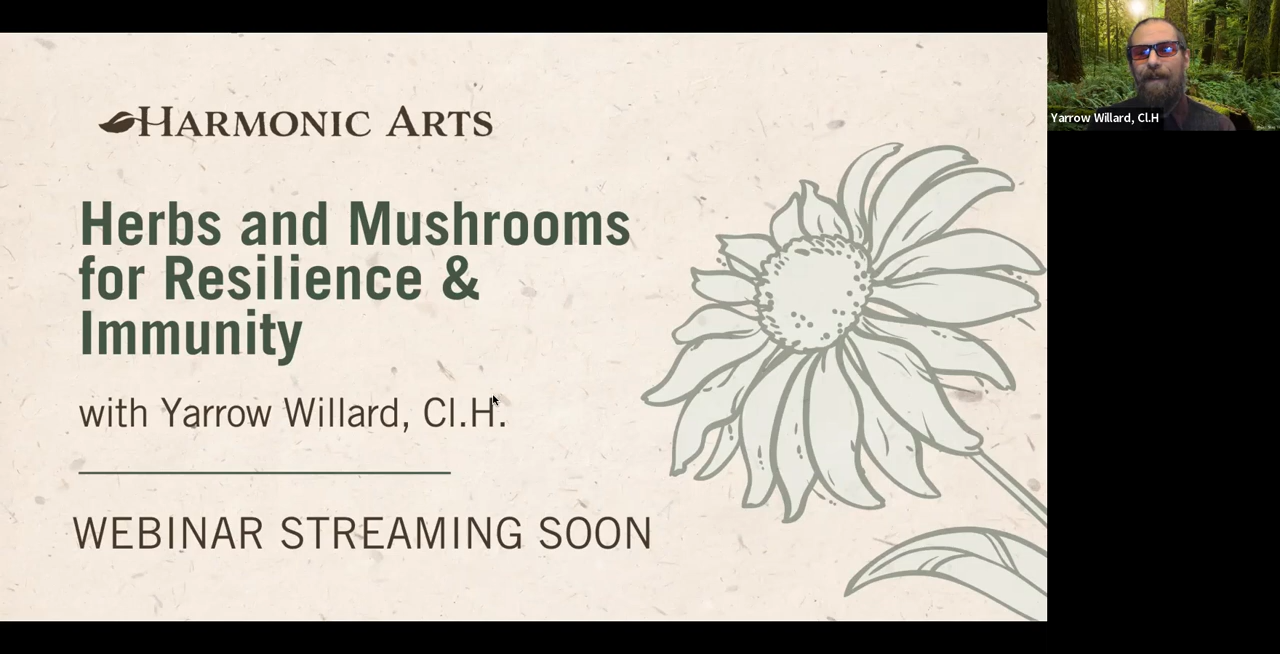 HARMONIC ARTS
Herbs and Mushrooms
for Resilience &
Immunity
with Yarrow Willard, Cl.H.
WEBINAR STREAMING SOON
Yarrow Willard, Cl.H